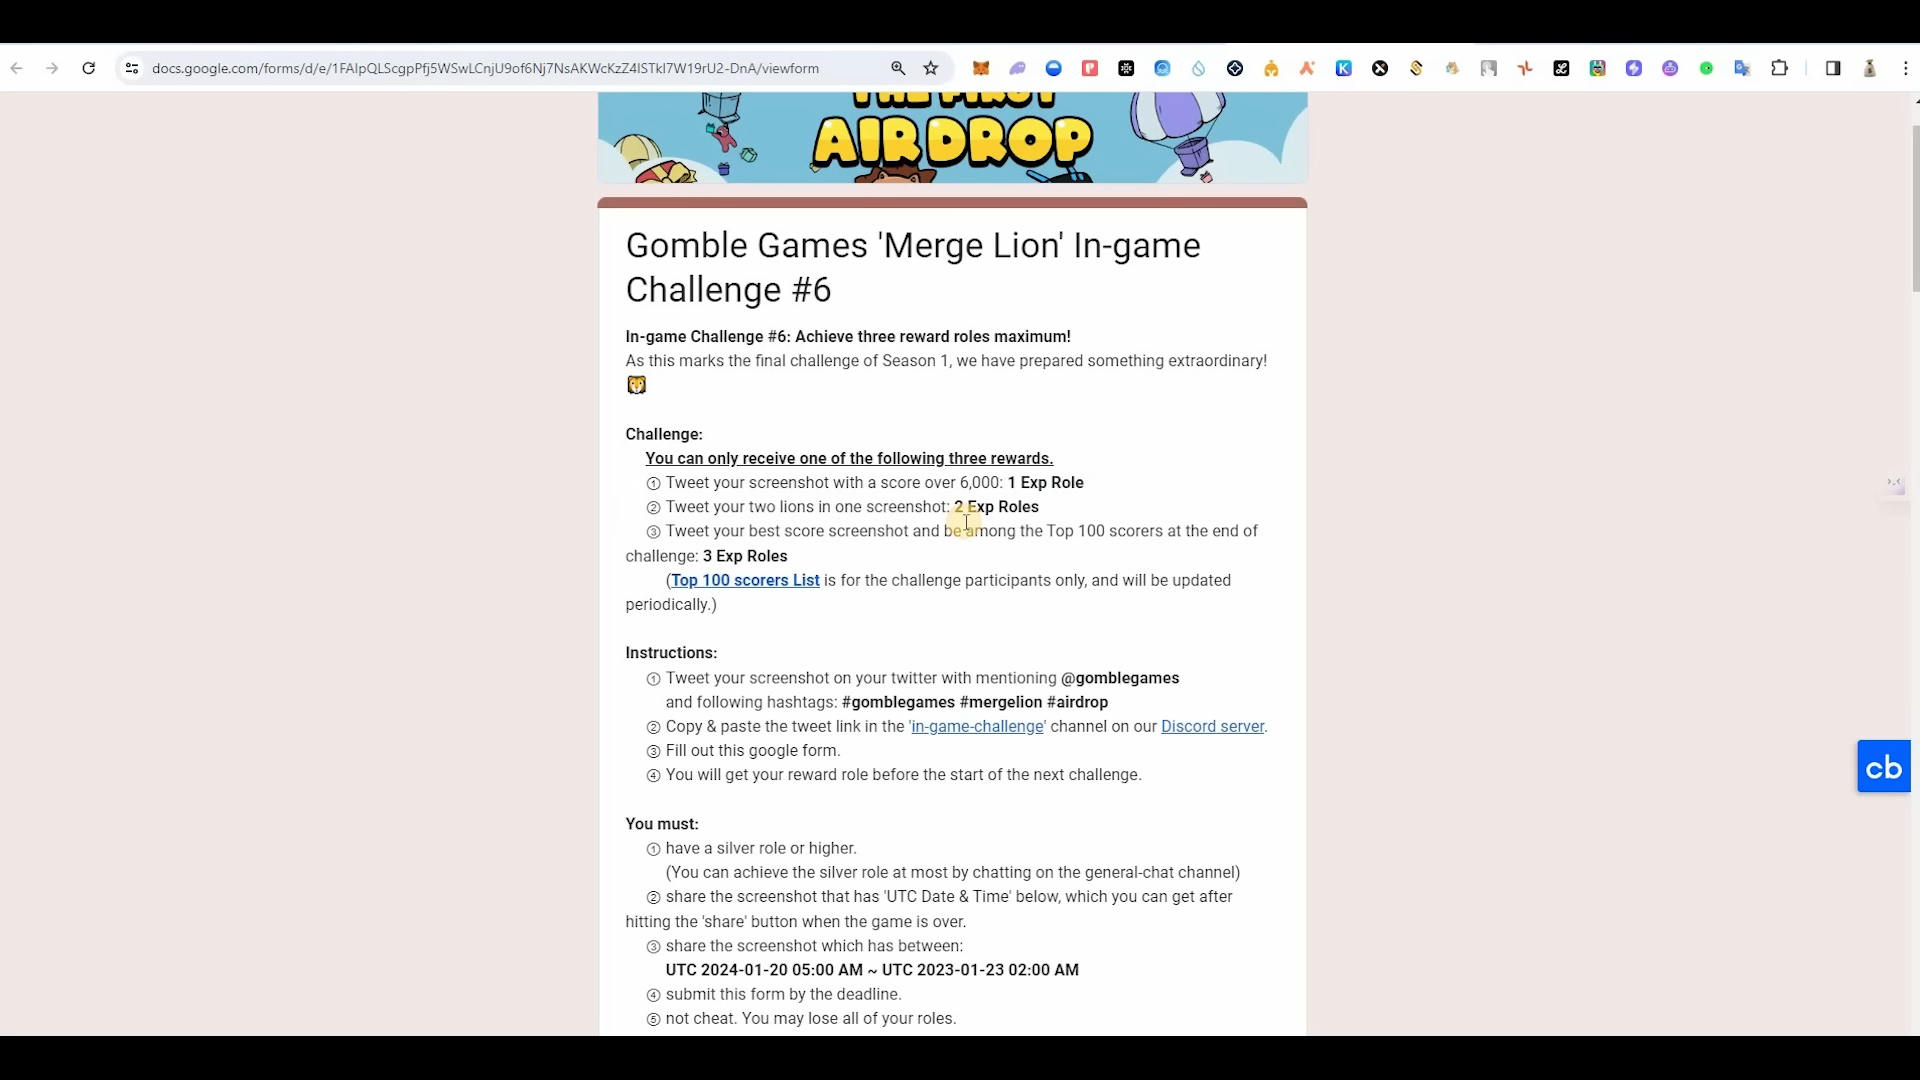 docs.google.com/forms/d/e/1FAIpQLScgpPfj5WSwLCnjU9of6Nj7NsAKWcKzZ4lSTkI7W19rU2-DnA/viewform
THE FIRST
AIRDROP
Gomble Games 'Merge Lion' In-game
Challenge #6
In-game Challenge #6: Achieve three reward roles maximum!
As this marks the final challenge of Season 1, we have prepared something extraordinary!
🦁
Challenge:
You can only receive one of the following three rewards.
① Tweet your screenshot with a score over 6,000: 1 Exp Role
② Tweet your two lions in one screenshot: 2 Exp Roles
③ Tweet your best score screenshot and be among the Top 100 scorers at the end of
challenge: 3 Exp Roles
(Top 100 scorers List is for the challenge participants only, and will be updated
periodically.)
Instructions:
① Tweet your screenshot on your twitter with mentioning @gomblegames
and following hashtags: #gomblegames #mergelion #airdrop
② Copy & paste the tweet link in the 'in-game-challenge' channel on our Discord server.
③ Fill out this google form.
④ You will get your reward role before the start of the next challenge.
You must:
① have a silver role or higher.
(You can achieve the silver role at most by chatting on the general-chat channel)
② share the screenshot that has 'UTC Date & Time' below, which you can get after
hitting the 'share' button when the game is over.
③ share the screenshot which has between:
UTC 2024-01-20 05:00 AM ~ UTC 2023-01-23 02:00 AM
④ submit this form by the deadline.
⑤ not cheat. You may lose all of your roles.
cb